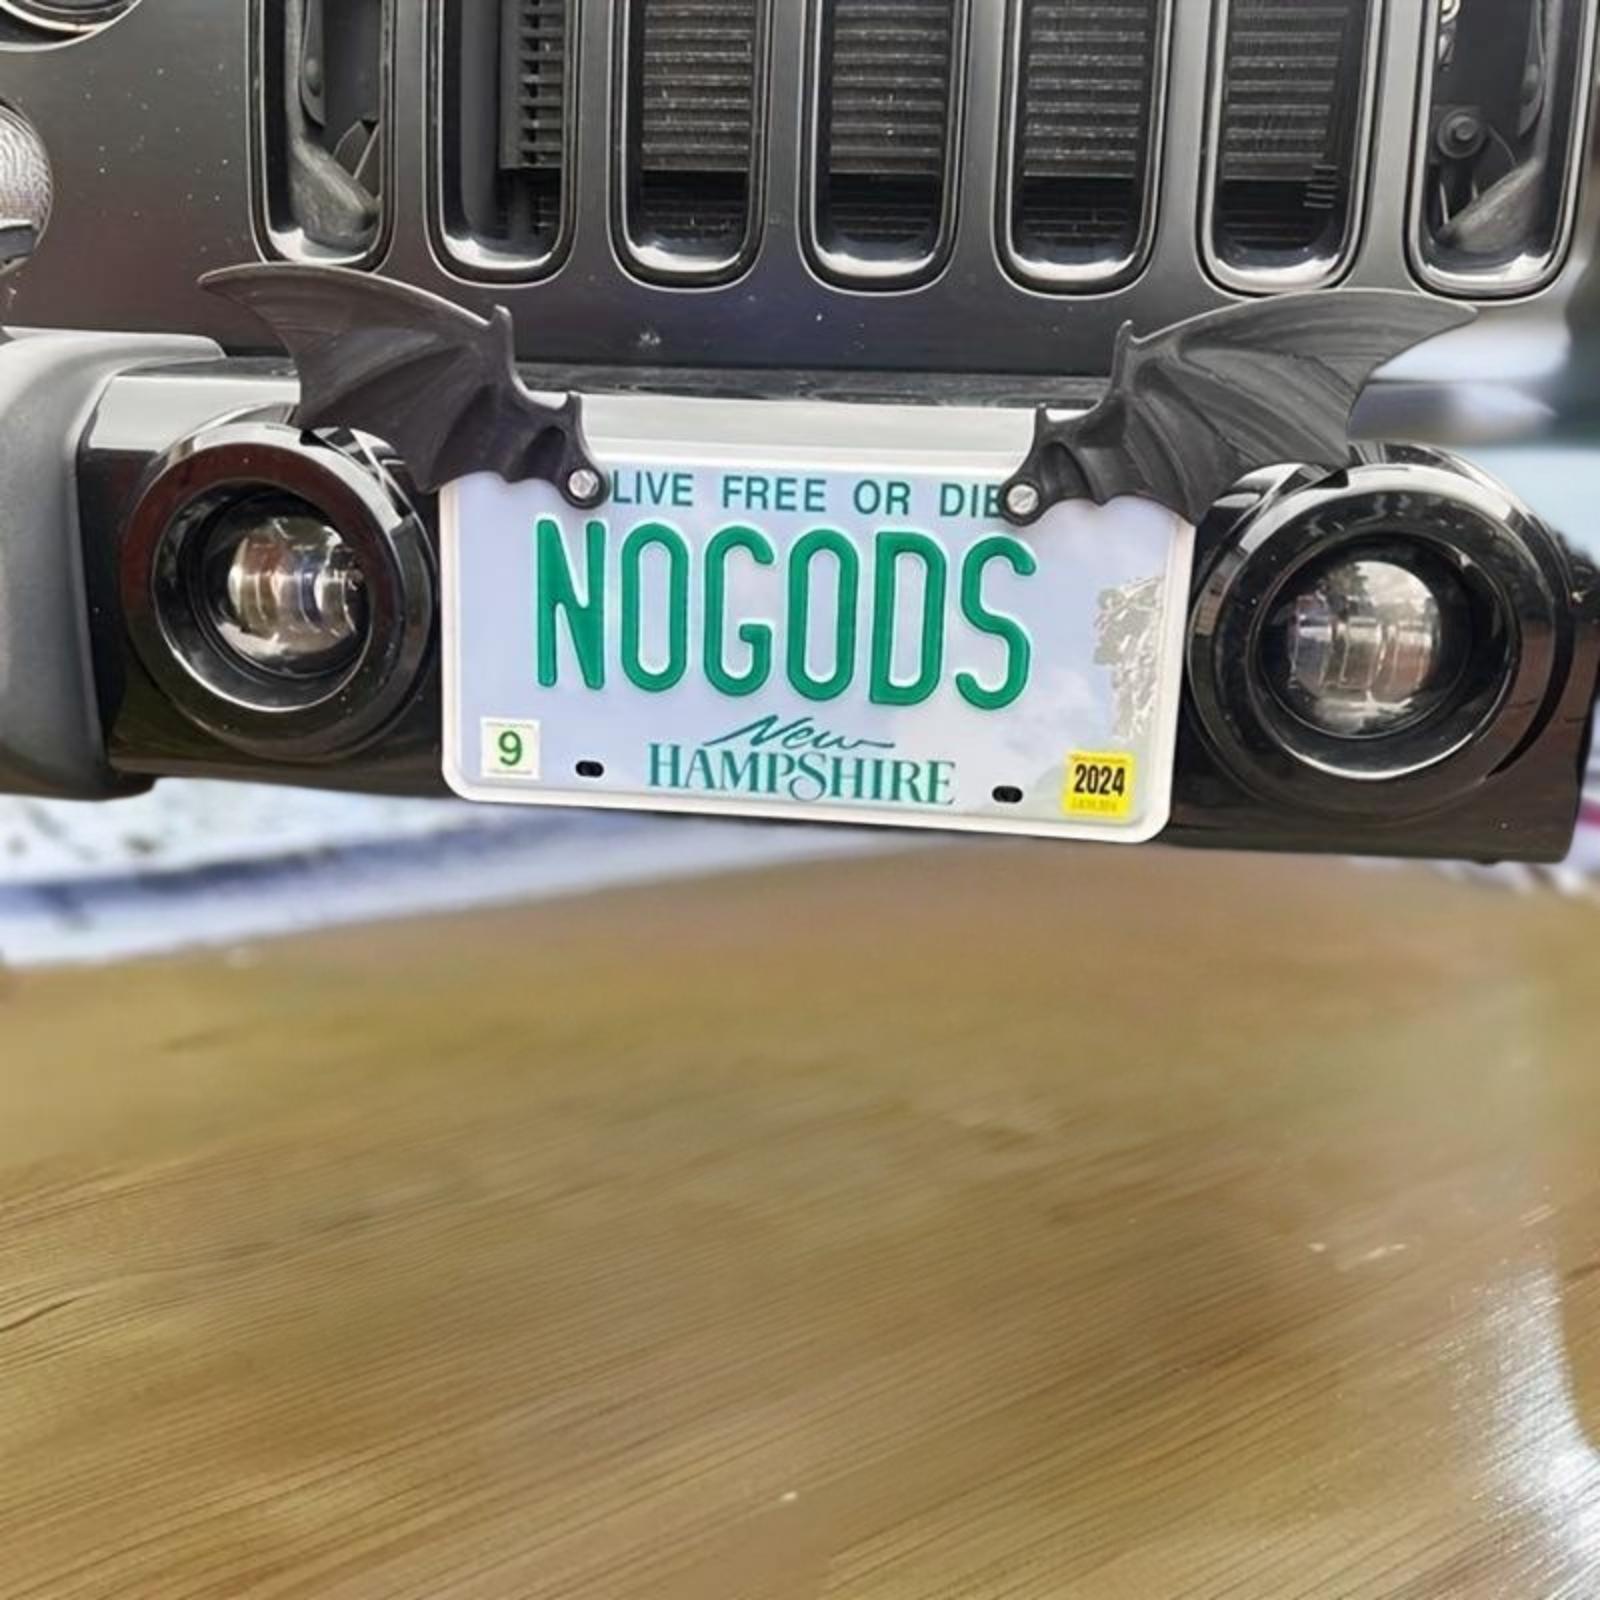 LIVE FREE OR DIE
NOGODS
New
HAMPSHIRE
9
2024